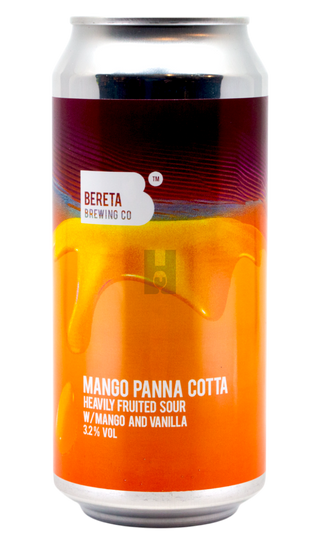 BERETA
BREWING CO
TM
MANGO PANNA COTTA
HEAVILY FRUITED SOUR
W/MANGO AND VANILLA
3.2% VOL